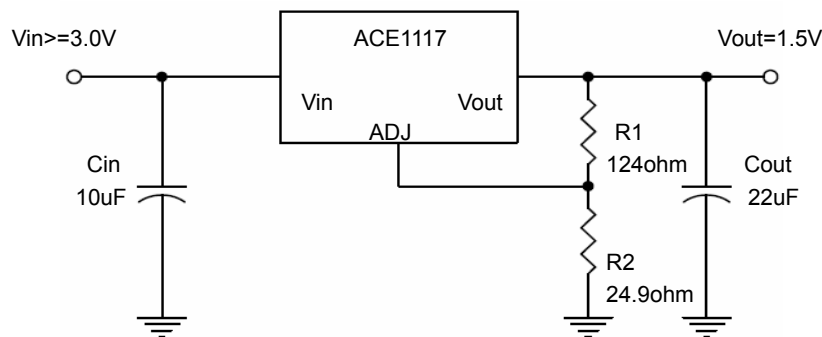 Vin>=3.0V
ACE1117
Vout=1.5V
Vin
Vout
ADJ
Cin
10uF
R1
124ohm
Cout
22uF
R2
24.9ohm